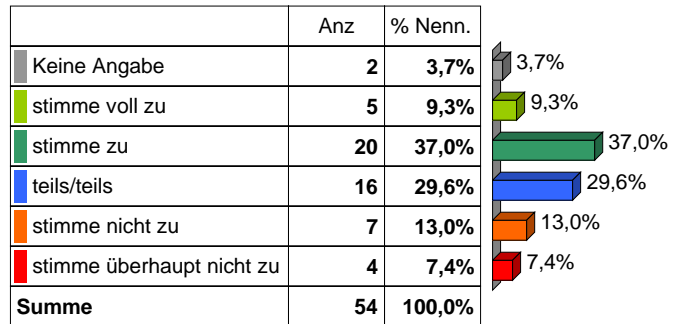 Anz % Nenn.
Keine Angabe 2 3,7% 3,7%
stimme voll zu 5 9,3% 9,3%
stimme zu 20 37,0% 37,0%
teils/teils 16 29,6% 29,6%
stimme nicht zu 7 13,0% 13,0%
stimme überhaupt nicht zu 4 7,4% 7,4%
Summe 54 100,0%